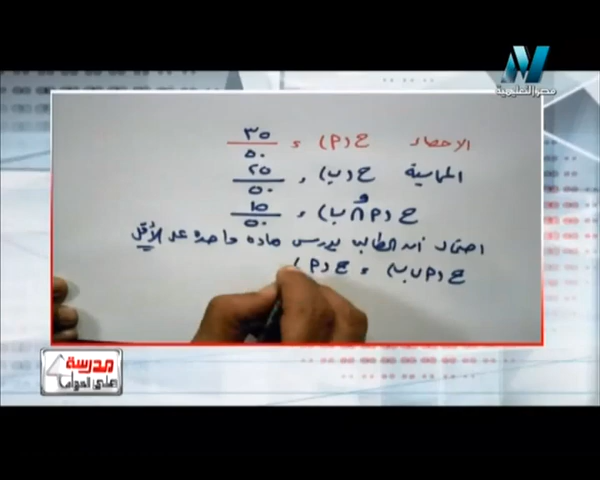 مصر التعليمية
الاحصاء ح(P) = ٣٠/٥٠
المحاسبة ح(ب) = ٢٥/٥٠
ح(P و∩ ب) = ١٥/٥٠
احتمال ان الطالب يدرس مادة واحدة على الأقل
ح(P ∪ ب) = ح(P)
مدرسة
على الهواء